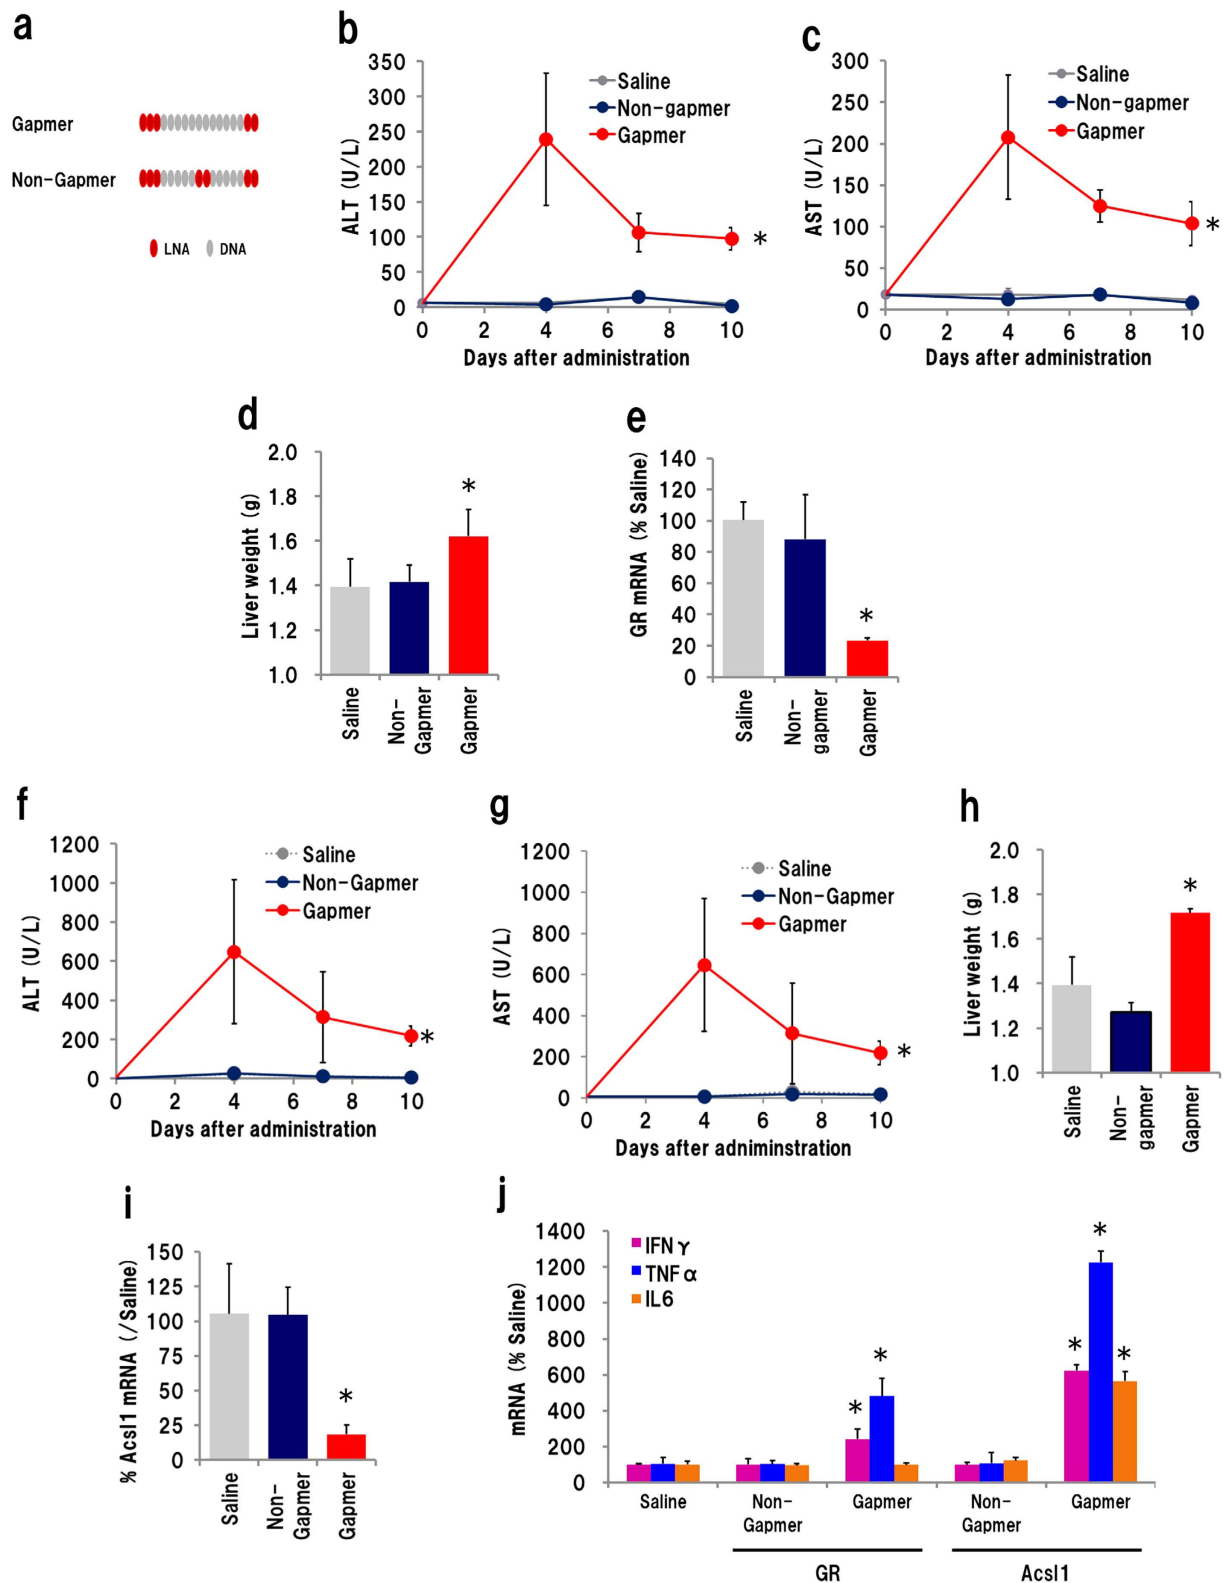 a
Gapmer
Non-Gapmer
LNA
DNA
b
350
300
250
200
150
100
50
0
ALT (U/L)
Saline
Non-gapmer
Gapmer
*
0 2 4 6 8 10
Days after administration
c
300
250
200
150
100
50
0
AST (U/L)
Saline
Non-gapmer
Gapmer
*
0 2 4 6 8 10
Days after administration
d
2.0
1.8
1.6
1.4
1.2
1.0
Liver weight (g)
*
Saline
Non-
Gapmer
Gapmer
e
140
120
100
80
60
40
20
0
GR mRNA (% Saline)
*
Saline
Non-
gapmer
Gapmer
f
1200
1000
800
600
400
200
0
ALT (U/L)
Saline
Non-Gapmer
Gapmer
*
0 2 4 6 8 10
Days after administration
g
1200
1000
800
600
400
200
0
AST (U/L)
Saline
Non-Gapmer
Gapmer
*
0 2 4 6 8 10
Days after adniminstration
h
2.0
1.8
1.6
1.4
1.2
1.0
Liver weight (g)
*
Saline
Non-
gapmer
Gapmer
i
150
125
100
75
50
25
0
% Acsl1 mRNA (/Saline)
*
Saline
Non-
Gapmer
Gapmer
j
1400
1200
1000
800
600
400
200
0
mRNA (% Saline)
IFNγ
TNFα
IL6
* *
* * *
Saline
Non-
Gapmer
Gapmer
Non-
Gapmer
Gapmer
GR
Acsl1